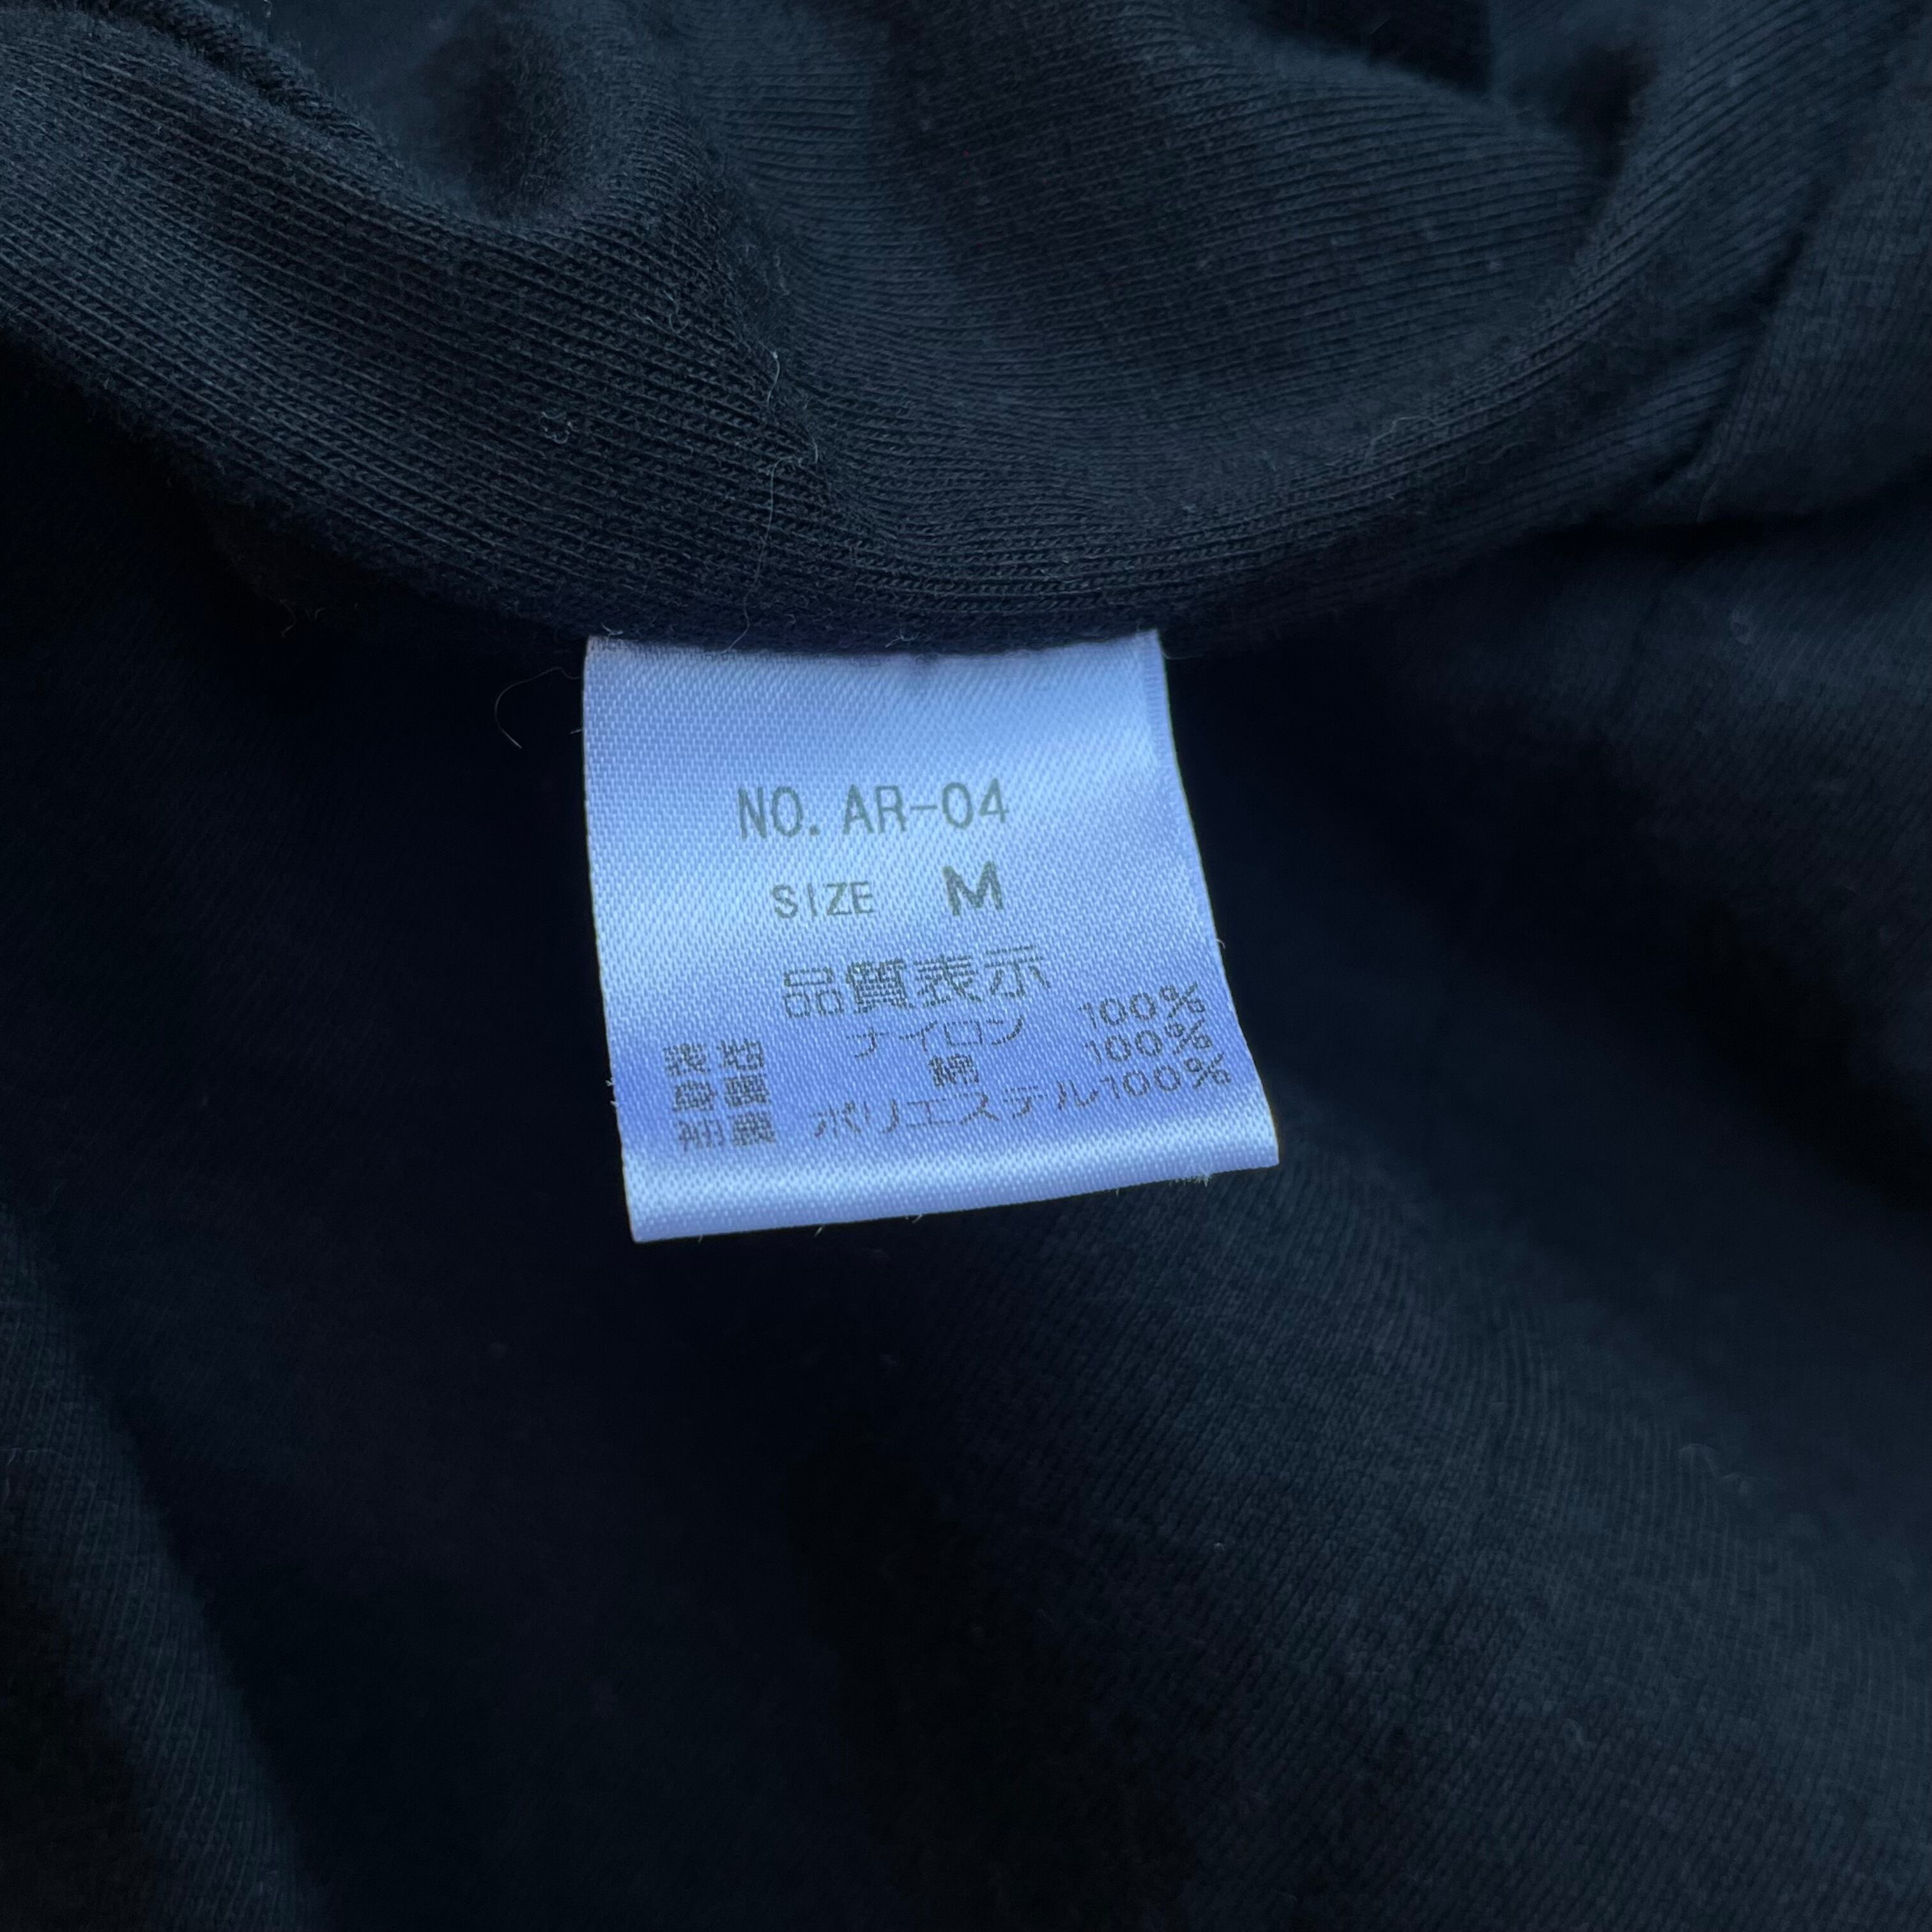 NO. AR-04
SIZE M
品質表示
表地 ナイロン 100%
身裏 綿 100%
袖裏 ポリエステル100%